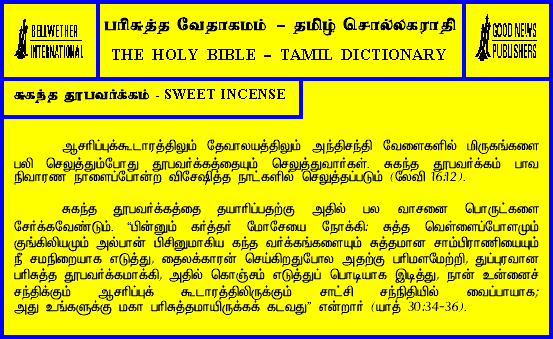 BELLWETHER
INTERNATIONAL
பரிசுத்த வேதாகமம் – தமிழ் சொல்லகராதி
THE HOLY BIBLE – TAMIL DICTIONARY
GOOD NEWS
PUBLISHERS
சுகந்த தூபவர்க்கம் - SWEET INCENSE
ஆசரிப்புக்கூடாரத்திலும் தேவாலயத்திலும் அந்திசந்தி வேளைகளில் மிருகங்களை
பலி செலுத்தும்போது தூபவர்க்கத்தையும் செலுத்துவார்கள். சுகந்த தூபவர்க்கம் பாவ
நிவாரண நாளைப்போன்ற விசேஷித்த நாட்களில் செலுத்தப்படும் (லேவி 16:12).
சுகந்த தூபவர்க்கத்தை தயாரிப்பதற்கு அதில் பல வாசனை பொருட்களை
சேர்க்கவேண்டும். “பின்னும் கர்த்தர் மோசேயை நோக்கி: சுத்த வெள்ளைப்போளமும்
குங்கிலியமும் அல்பான் பிசினுமாகிய கந்த வர்க்கங்களையும் சுத்தமான சாம்பிராணியையும்
நீ சமநிறையாக எடுத்து, தைலக்காரன் செய்கிறதுபோல அதற்கு பரிமளமேற்றி, துப்புரவான
பரிசுத்த தூபவர்க்கமாக்கி, அதில் கொஞ்சம் எடுத்துப் பொடியாக இடித்து, நான் உன்னைச்
சந்திக்கும் ஆசரிப்புக் கூடாரத்திலிருக்கும் சாட்சி சந்நிதியில் வைப்பாயாக;
அது உங்களுக்கு மகா பரிசுத்தமாயிருக்கக் கடவது” என்றார் (யாத் 30:34-36).